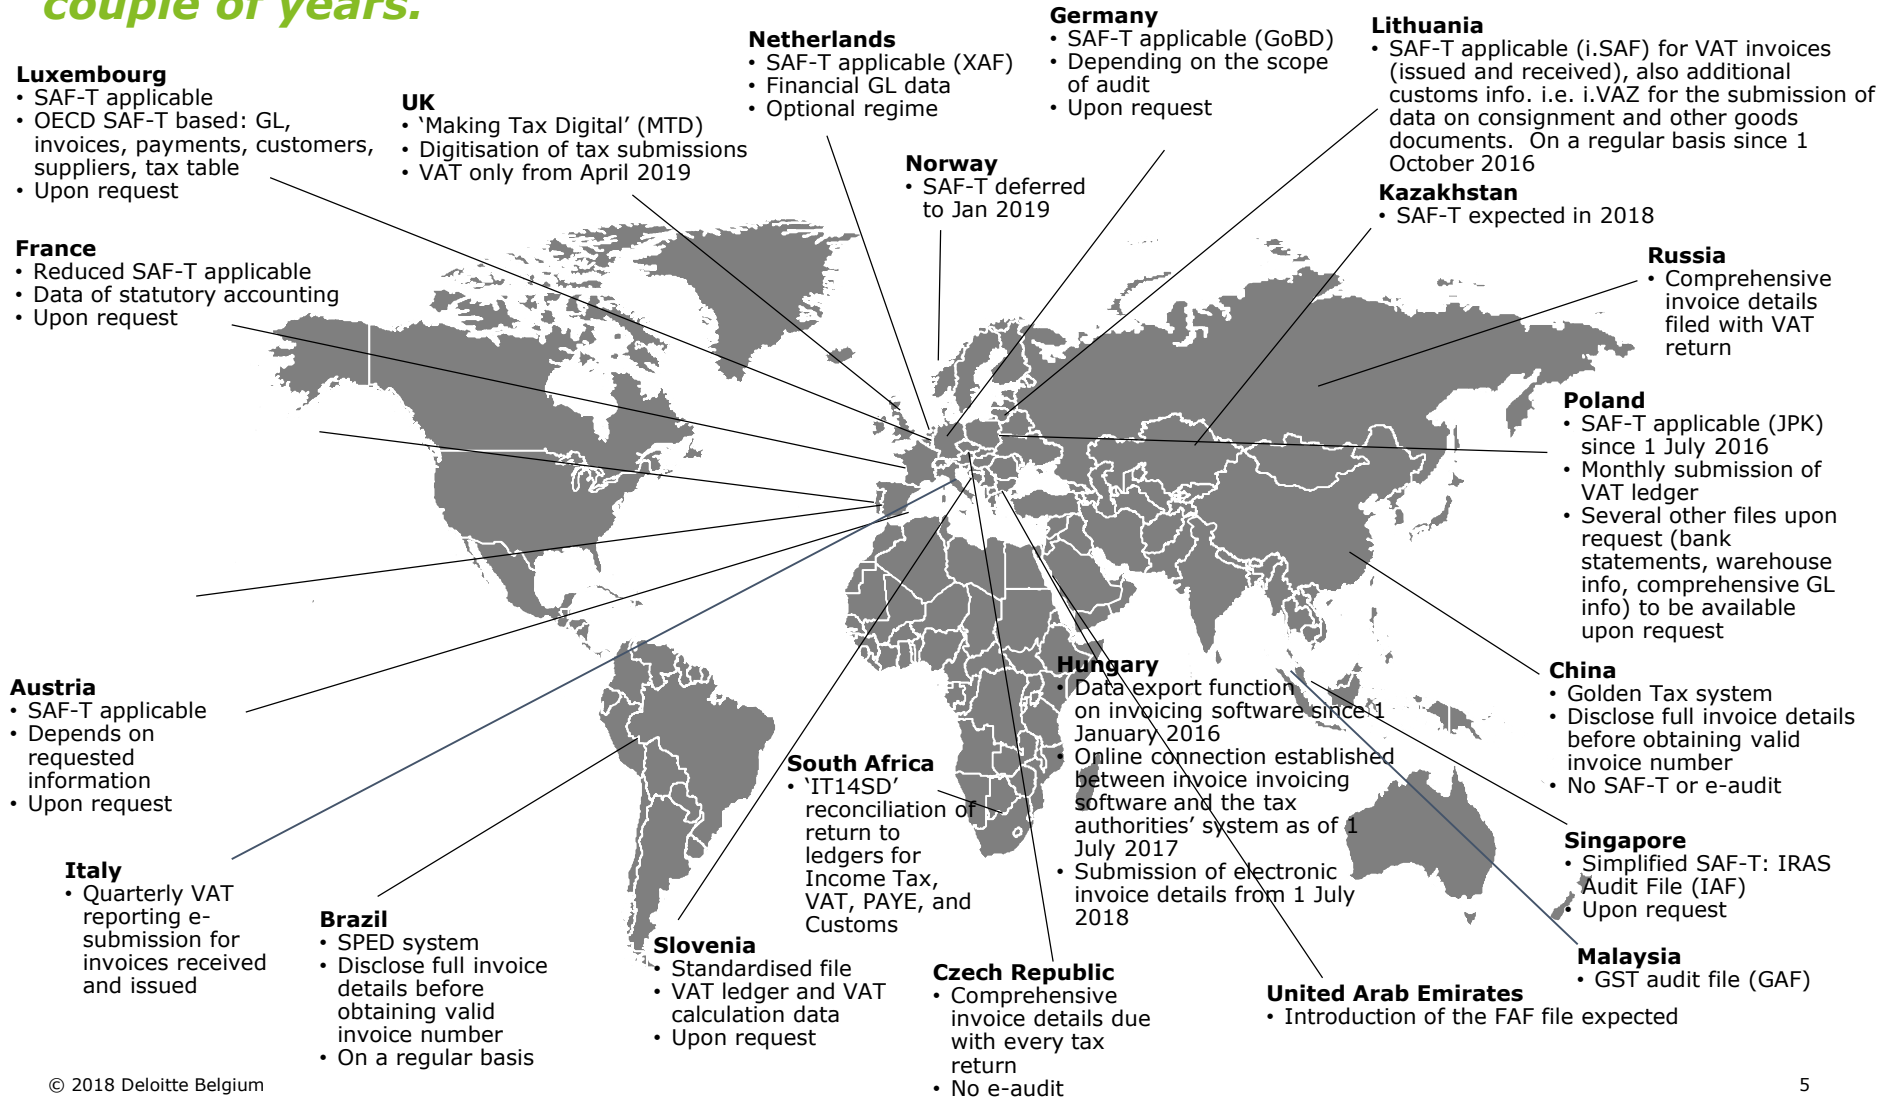 couple of years.
Luxembourg
• SAF-T applicable
• OECD SAF-T based: GL,
invoices, payments, customers,
suppliers, tax table
• Upon request
UK
• ‘Making Tax Digital’ (MTD)
• Digitisation of tax submissions
• VAT only from April 2019
Netherlands
• SAF-T applicable (XAF)
• Financial GL data
• Optional regime
Germany
• SAF-T applicable (GoBD)
• Depending on the scope
of audit
• Upon request
Lithuania
• SAF-T applicable (i.SAF) for VAT invoices
(issued and received), also additional
customs info. i.e. i.VAZ for the submission of
data on consignment and other goods
documents. On a regular basis since 1
October 2016
Norway
• SAF-T deferred
to Jan 2019
Kazakhstan
• SAF-T expected in 2018
France
• Reduced SAF-T applicable
• Data of statutory accounting
• Upon request
Russia
• Comprehensive
invoice details
filed with VAT
return
Poland
• SAF-T applicable (JPK)
since 1 July 2016
• Monthly submission of
VAT ledger
• Several other files upon
request (bank
statements, warehouse
info, comprehensive GL
info) to be available
upon request
Austria
• SAF-T applicable
• Depends on
requested
information
• Upon request
Hungary
• Data export function
on invoicing software since 1
January 2016
• Online connection established
between invoice invoicing
software and the tax
authorities’ system as of 1
July 2017
• Submission of electronic
invoice details from 1 July
2018
China
• Golden Tax system
• Disclose full invoice details
before obtaining valid
invoice number
• No SAF-T or e-audit
South Africa
• ‘IT14SD’
reconciliation of
return to
ledgers for
Income Tax,
VAT, PAYE, and
Customs
Singapore
• Simplified SAF-T: IRAS
Audit File (IAF)
• Upon request
Italy
• Quarterly VAT
reporting e-
submission for
invoices received
and issued
Brazil
• SPED system
• Disclose full invoice
details before
obtaining valid
invoice number
• On a regular basis
Slovenia
• Standardised file
• VAT ledger and VAT
calculation data
• Upon request
Czech Republic
• Comprehensive
invoice details due
with every tax
return
• No e-audit
Malaysia
• GST audit file (GAF)
United Arab Emirates
• Introduction of the FAF file expected
© 2018 Deloitte Belgium
5